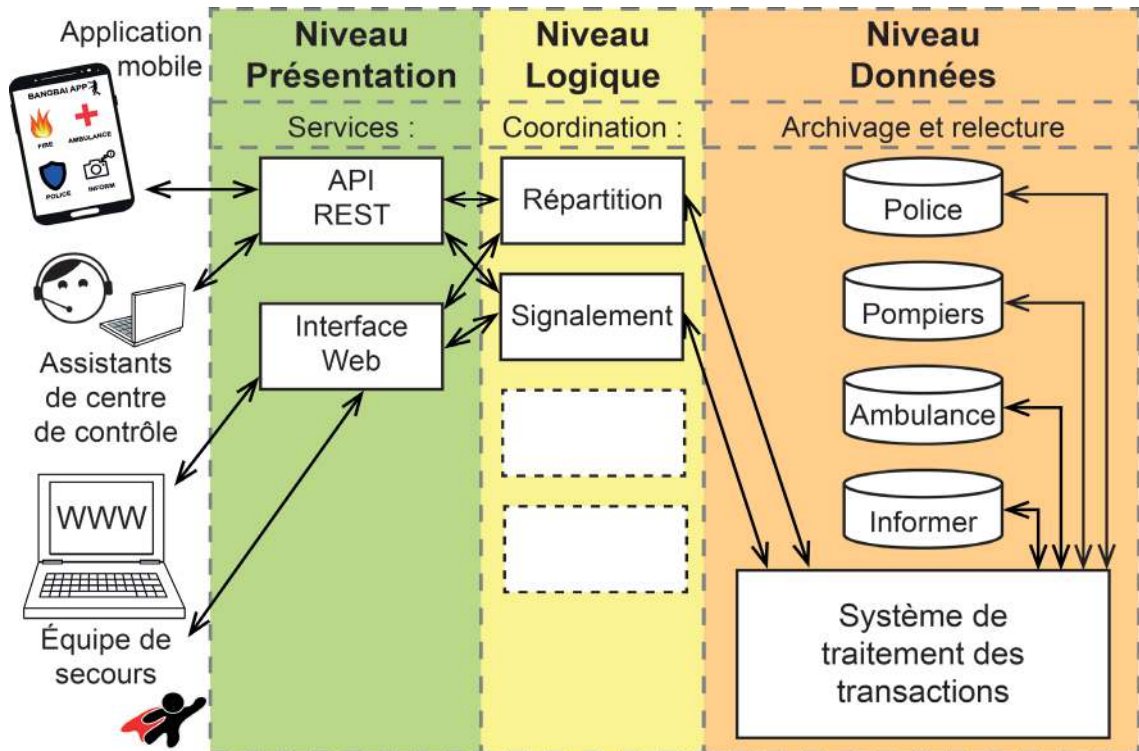 Application
mobile
BANGBAI APP
FIRE
AMBULANCE
POLICE
INFORM
Assistants
de centre
de contrôle
WWW
Équipe de
secours
Niveau
Présentation
Services :
API
REST
Interface
Web
Niveau
Logique
Coordination :
Répartition
Signalement
Niveau
Données
Archivage et relecture
Police
Pompiers
Ambulance
Informer
Système de
traitement des
transactions